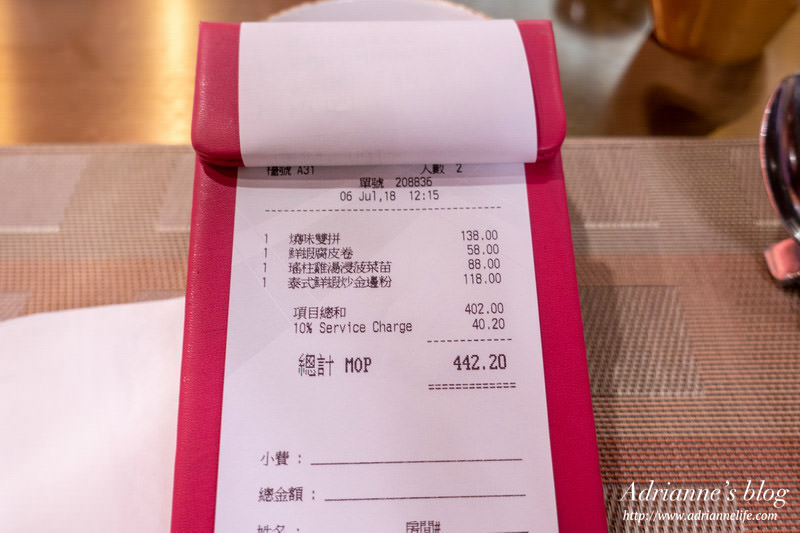 檯號 A31 人數 2
單號 208836
06 Jul,18 12:15
1 燒味雙拼 138.00
1 鮮蝦腐皮卷 58.00
1 瑤柱雞湯浸菠菜苗 88.00
1 泰式鮮蝦炒金邊粉 118.00
項目總和 402.00
10% Service Charge 40.20
總計 MOP 442.20
小費 :
總金額 :
姓名 : 房間#
Adrianne's blog
http://www.adriannelife.com